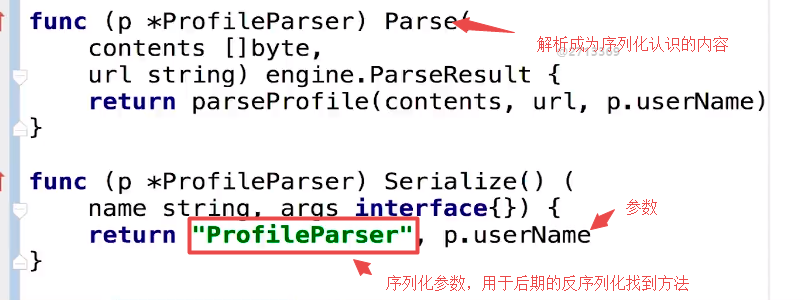 func (p *ProfileParser) Parse(
解析成为序列化认识的内容
contents []byte,
url string) engine.ParseResult {
return parseProfile(contents, url, p.userName)
}
func (p *ProfileParser) Serialize() (
name string, args interface{}) {
参数
return "ProfileParser", p.userName
}
序列化参数，用于后期的反序列化找到方法